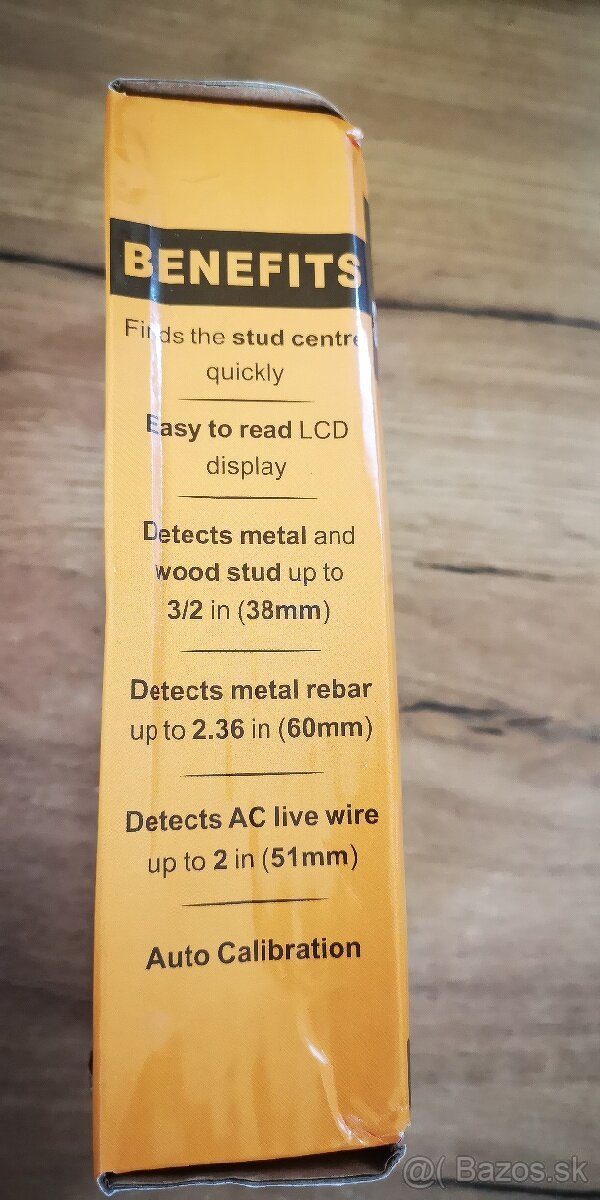 BENEFITS
Finds the stud centre
quickly
Easy to read LCD
display
Detects metal and
wood stud up to
3/2 in (38mm)
Detects metal rebar
up to 2.36 in (60mm)
Detects AC live wire
up to 2 in (51mm)
Auto Calibration
@( Bazos.sk